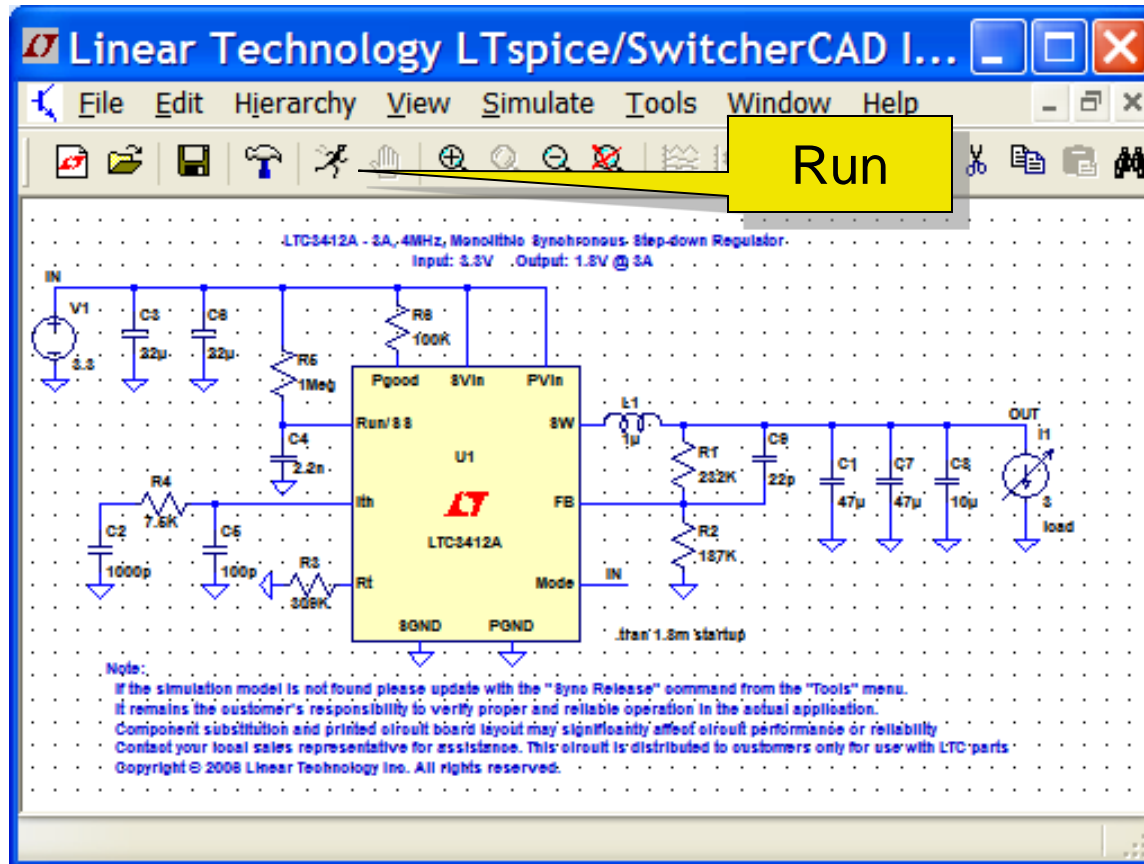 Linear Technology LTspice/SwitcherCAD I...
File Edit Hierarchy View Simulate Tools Window Help
Run
LTC3412A - 3A, 4MHz, Monolithic Synchronous Step-down Regulator
Input: 3.3V Output: 1.8V @ 3A
IN
V1
3.3
C3
22µ
C6
22µ
R5
1Meg
R6
100K
Pgood SVin PVin
Run/SS
SW
U1
Ith
FB
LTC3412A
Rt
Mode
SGND PGND
C4
2.2n
R4
7.5K
C2
1000p
C5
100p
R3
309K
L1
1µ
R1
232K
C9
22p
R2
187K
IN
C1
47µ
C7
47µ
C8
10µ
OUT
I1
3
load
.tran 1.8m startup
Note:
If the simulation model is not found please update with the "Sync Release" command from the "Tools" menu.
It remains the customer's responsibility to verify proper and reliable operation in the actual application.
Component substitution and printed circuit board layout may significantly affect circuit performance or reliability
Contact your local sales representative for assistance. This circuit is distributed to customers only for use with LTC parts
Copyright © 2006 Linear Technology Inc. All rights reserved.